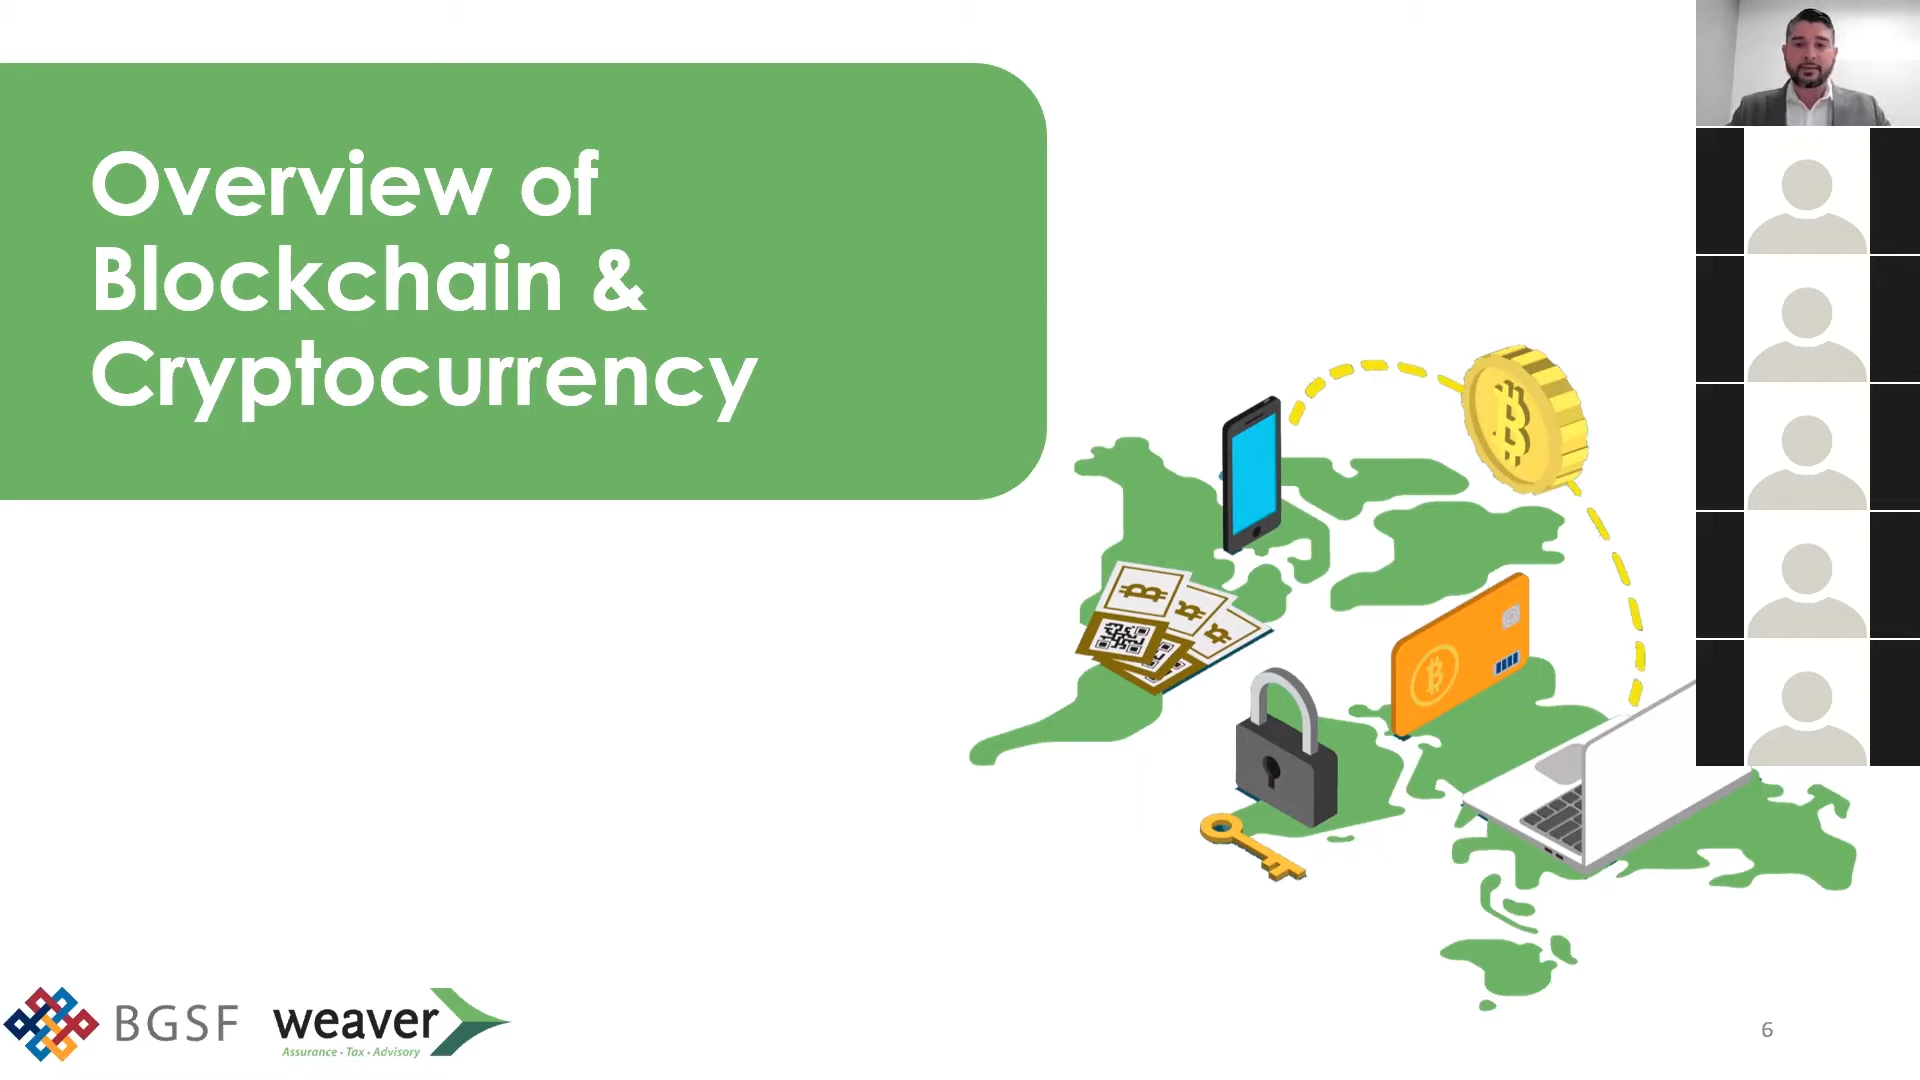 Overview of
Blockchain &
Cryptocurrency
BGSF
weaver
Assurance • Tax • Advisory
6